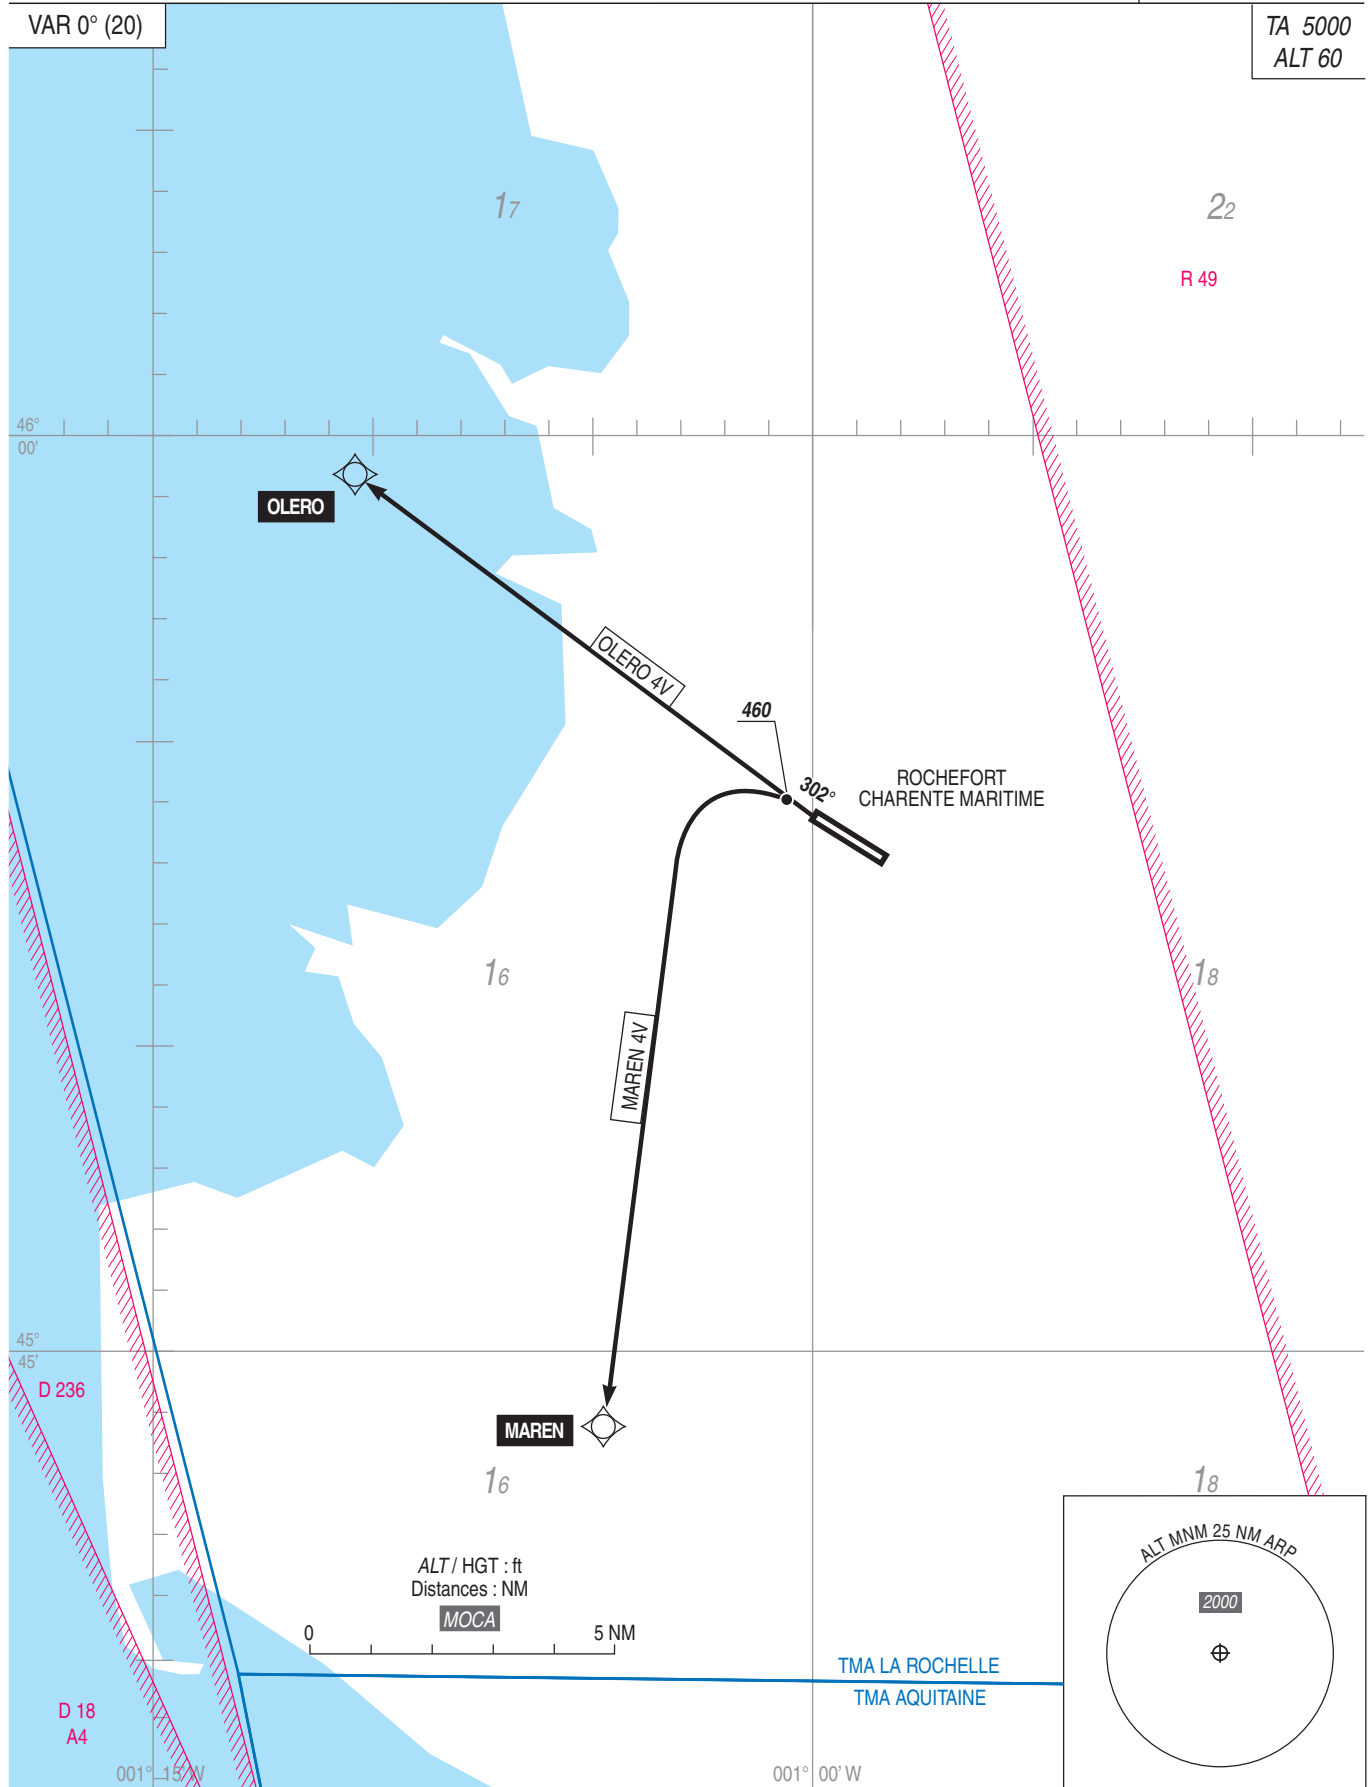 VAR 0° (20)
TA 5000
ALT 60
17
22
R 49
46°
00'
OLERO
OLERO 4V
460
302°
ROCHEFORT
CHARENTE MARITIME
16
18
MAREN 4V
45°
45'
D 236
MAREN
16
18
ALT / HGT : ft
Distances : NM
MOCA
0
5 NM
ALT MNM 25 NM ARP
2000
TMA LA ROCHELLE
TMA AQUITAINE
D 18
A4
001° 15' W
001° 00' W